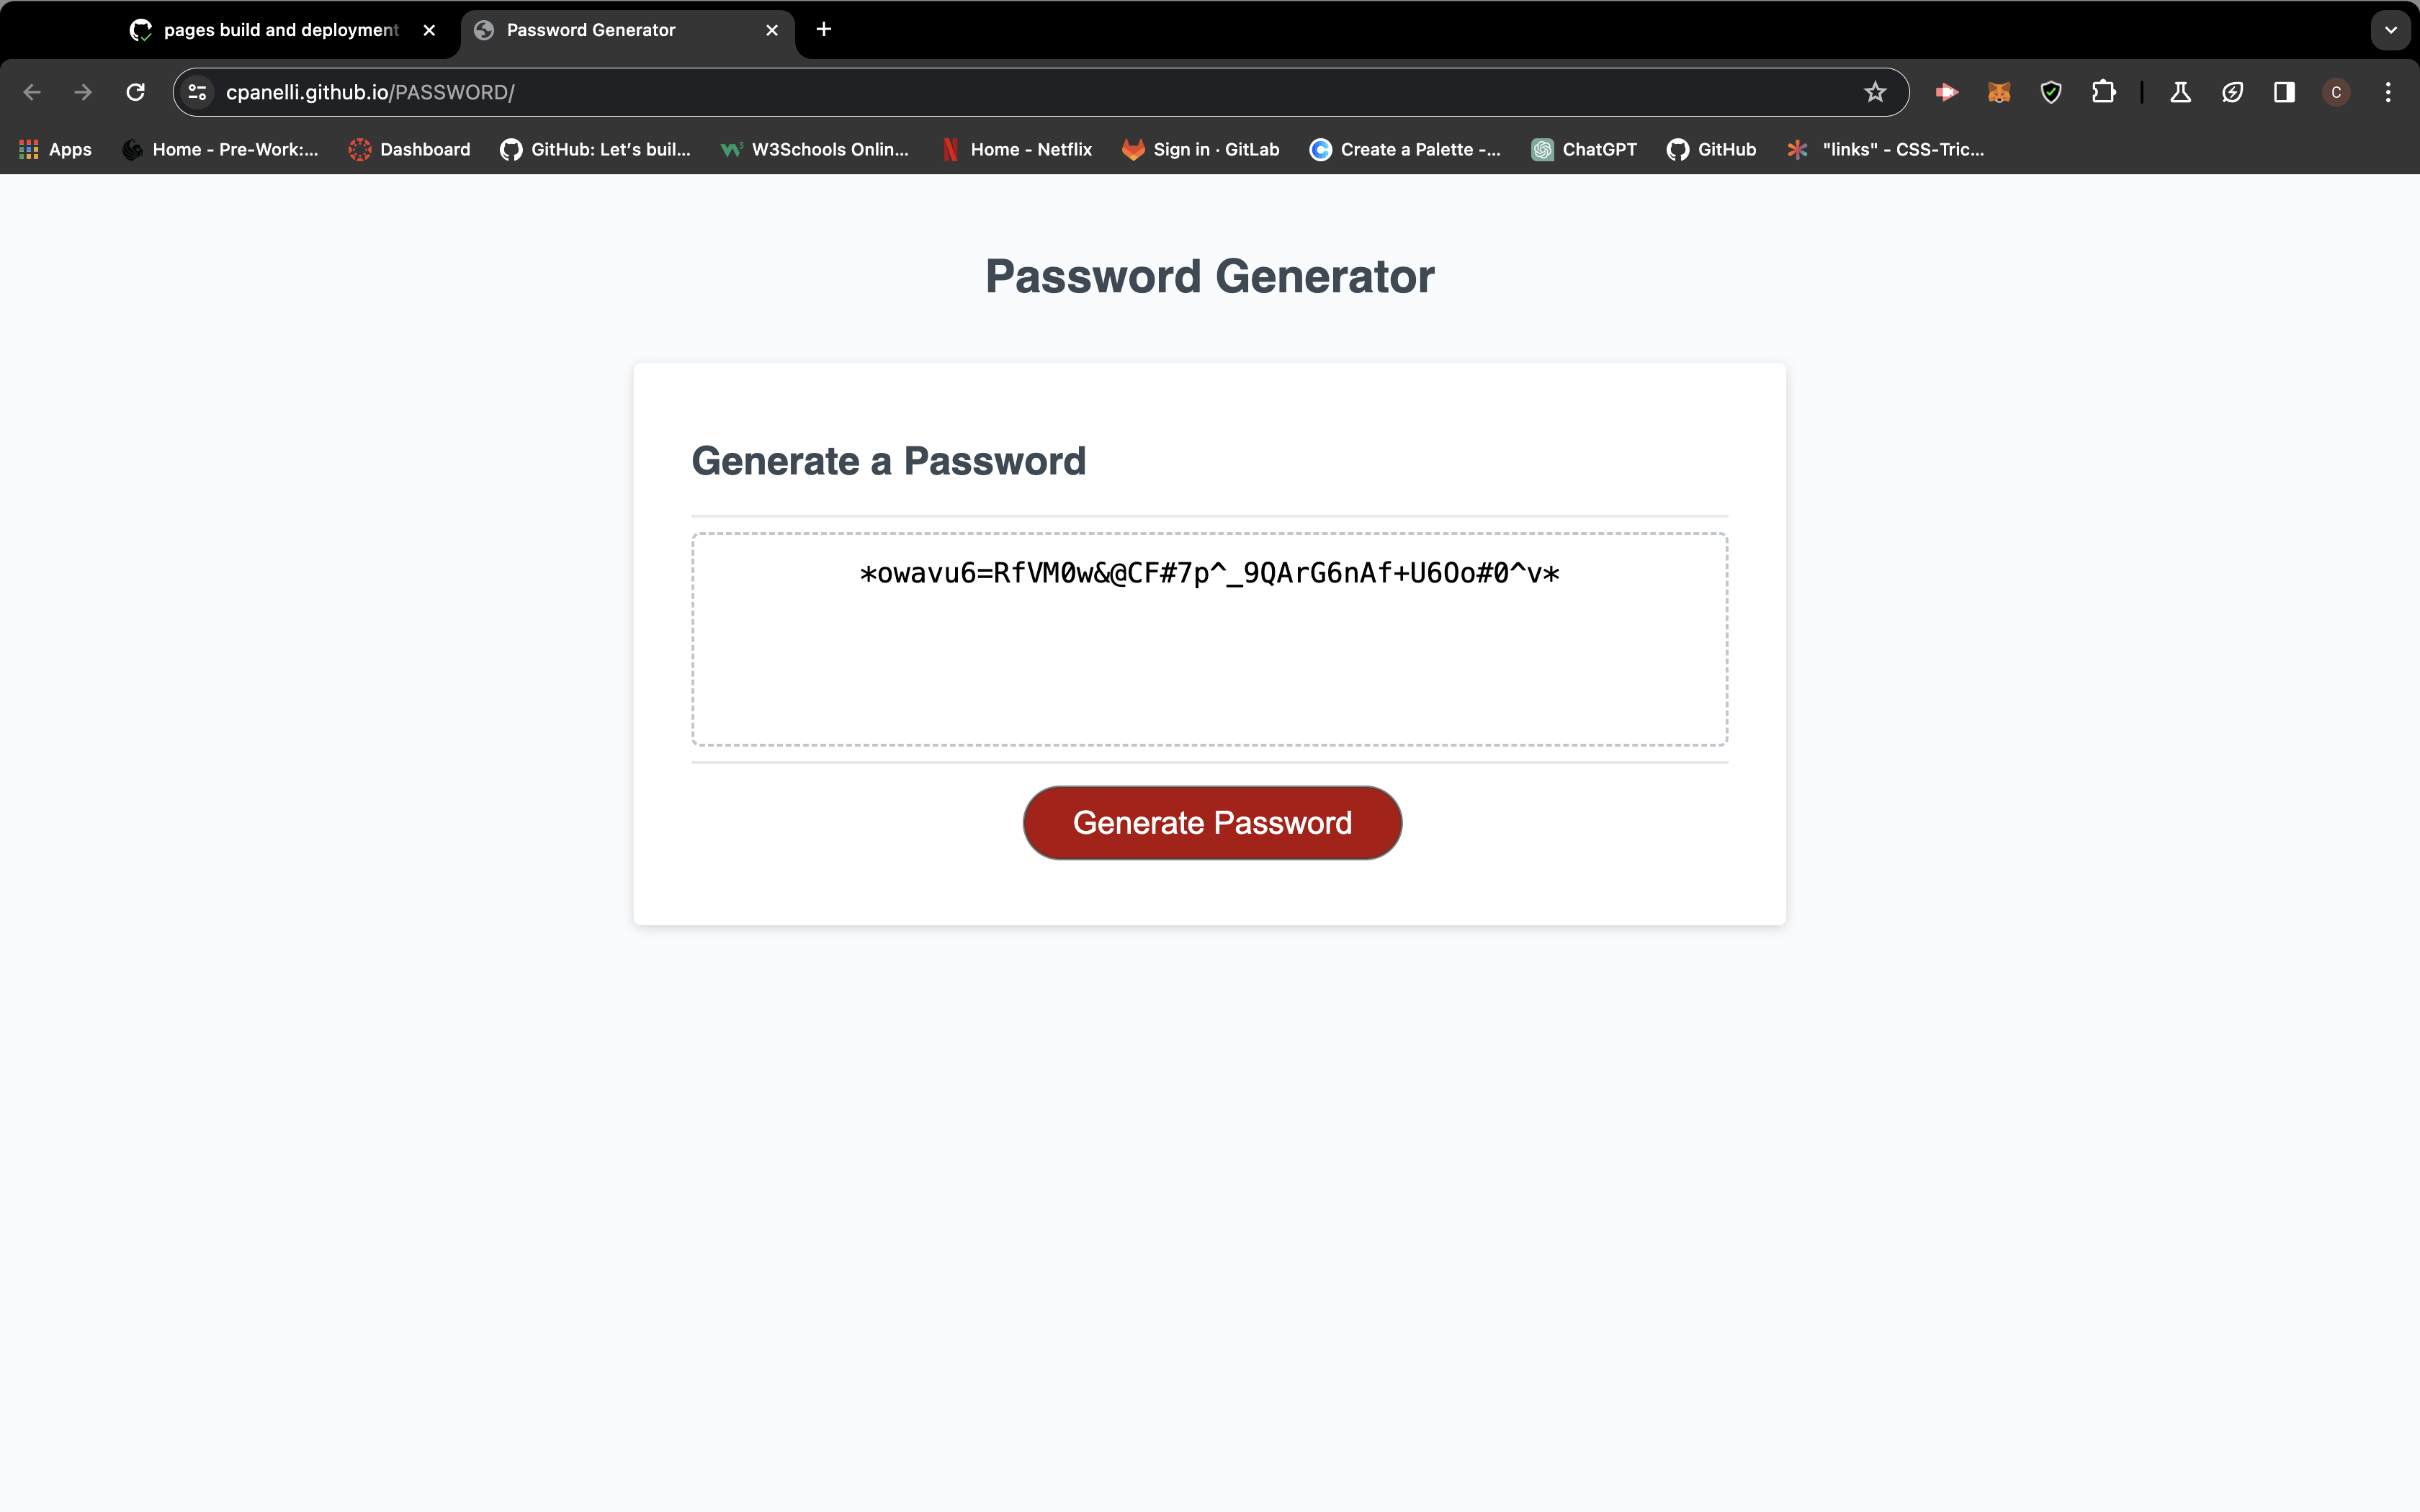 pages build and deployment
Password Generator
cpanelli.github.io/PASSWORD/
C
Apps
Home - Pre-Work:...
Dashboard
GitHub: Let's buil...
W3Schools Onlin...
Home - Netflix
Sign in · GitLab
Create a Palette -...
ChatGPT
GitHub
"links" - CSS-Tric...
Password Generator
Generate a Password
*owavu6=RfVM0w&@CF#7p^_9QArG6nAf+U6Oo#0^v*
Generate Password